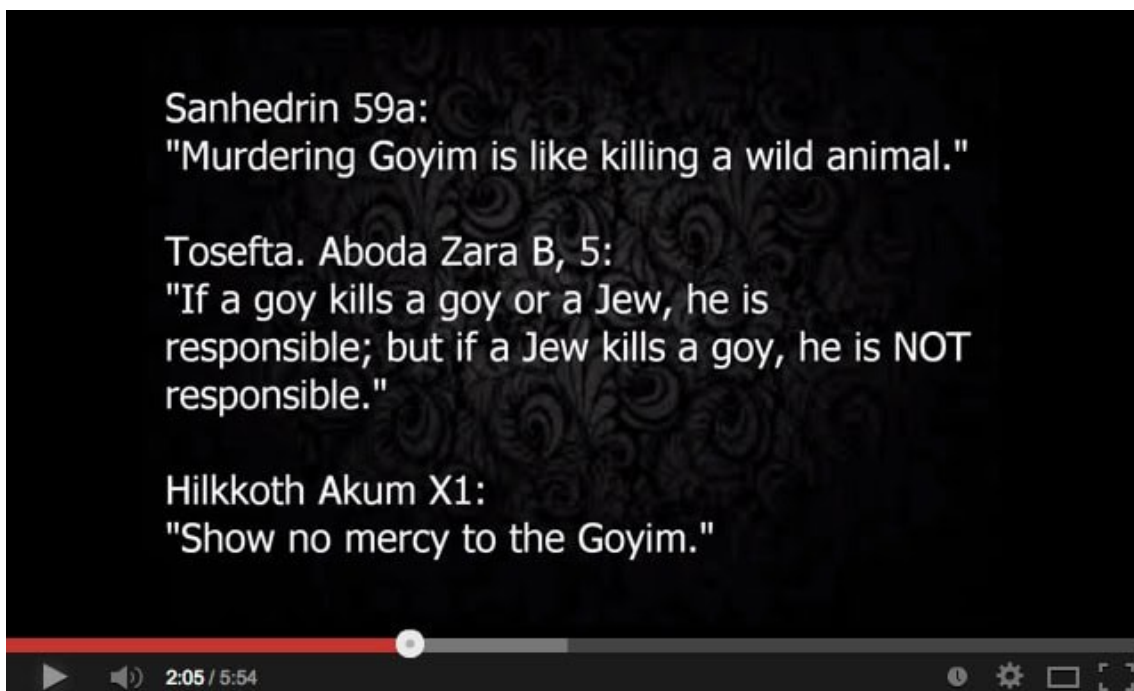 Sanhedrin 59a:
"Murdering Goyim is like killing a wild animal."
Tosefta. Aboda Zara B, 5:
"If a goy kills a goy or a Jew, he is
responsible; but if a Jew kills a goy, he is NOT
responsible."
Hilkkoth Akum X1:
"Show no mercy to the Goyim."
2:05 / 5:54